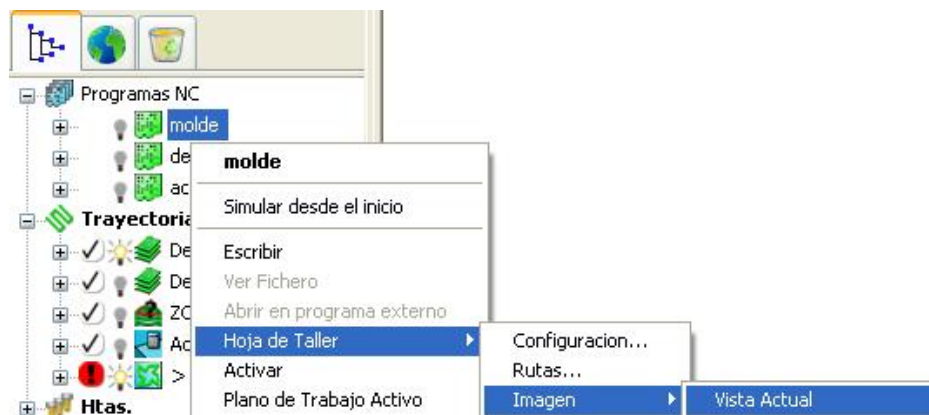 Programas NC
molde
de
ac
molde
Simular desde el inicio
Escribir
Ver Fichero
Abrir en programa externo
Hoja de Taller
Activar
Plano de Trabajo Activo
Trayectoria
De
De
ZC
Ac
>
Htas.
Configuracion...
Rutas...
Imagen
Vista Actual